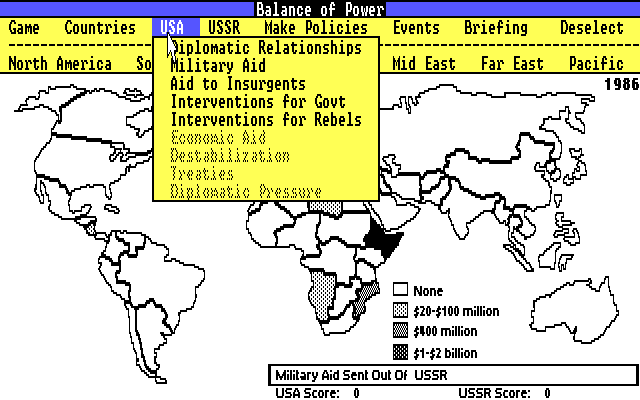 Balance of Power
Game Countries USA USSR Make Policies Events Briefing Deselect
North America So Mid East Far East Pacific
Diplomatic Relationships
Military Aid
Aid to Insurgents
Interventions for Govt
Interventions for Rebels
Economic Aid
Destabilization
Treaties
Diplomatic Pressure
1986
None
$20-$100 million
$400 million
$1-$2 billion
Military Aid Sent Out Of USSR
USA Score: 0 USSR Score: 0